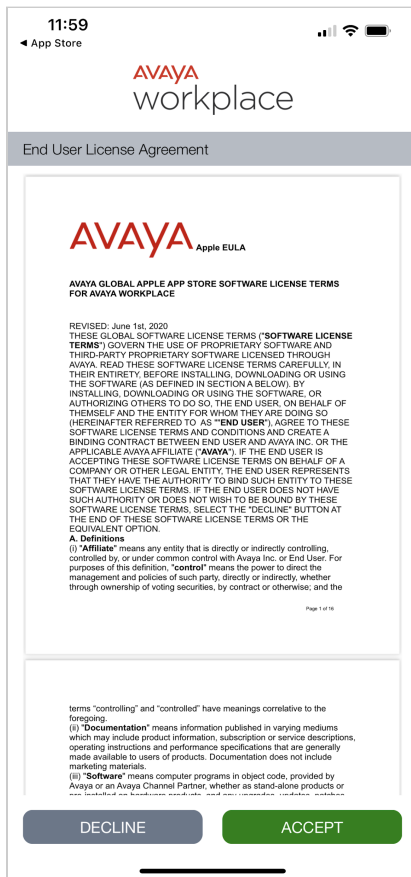 11:59
◀ App Store
AVAYA
workplace
End User License Agreement
AVAYA Apple EULA
AVAYA GLOBAL APPLE APP STORE SOFTWARE LICENSE TERMS
FOR AVAYA WORKPLACE
REVISED: June 1st, 2020
THESE GLOBAL SOFTWARE LICENSE TERMS ("SOFTWARE LICENSE
TERMS") GOVERN THE USE OF PROPRIETARY SOFTWARE AND
THIRD-PARTY PROPRIETARY SOFTWARE LICENSED THROUGH
AVAYA. READ THESE SOFTWARE LICENSE TERMS CAREFULLY, IN
THEIR ENTIRETY, BEFORE INSTALLING, DOWNLOADING OR USING
THE SOFTWARE (AS DEFINED IN SECTION A BELOW). BY
INSTALLING, DOWNLOADING OR USING THE SOFTWARE, OR
AUTHORIZING OTHERS TO DO SO, THE END USER, ON BEHALF OF
THEMSELF AND THE ENTITY FOR WHOM THEY ARE DOING SO
(HEREINAFTER REFERRED TO  AS ""END USER"), AGREE TO THESE
SOFTWARE LICENSE TERMS AND CONDITIONS AND CREATE A
BINDING CONTRACT BETWEEN END USER AND AVAYA INC. OR THE
APPLICABLE AVAYA AFFILIATE ("AVAYA"). IF THE END USER IS
ACCEPTING THESE SOFTWARE LICENSE TERMS ON BEHALF OF A
COMPANY OR OTHER LEGAL ENTITY, THE END USER REPRESENTS
THAT THEY HAVE THE AUTHORITY TO BIND SUCH ENTITY TO THESE
SOFTWARE LICENSE TERMS. IF THE END USER DOES NOT HAVE
SUCH AUTHORITY OR DOES NOT WISH TO BE BOUND BY THESE
SOFTWARE LICENSE TERMS, SELECT THE "DECLINE" BUTTON AT
THE END OF THESE SOFTWARE LICENSE TERMS OR THE
EQUIVALENT OPTION.
A. Definitions
(i) "Affiliate" means any entity that is directly or indirectly controlling,
controlled by, or under common control with Avaya Inc. or End User. For
purposes of this definition, "control" means the power to direct the
management and policies of such party, directly or indirectly, whether
through ownership of voting securities, by contract or otherwise; and the
Page 1 of 16
terms “controlling” and “controlled” have meanings correlative to the
foregoing.
(ii) "Documentation" means information published in varying mediums
which may include product information, subscription or service descriptions,
operating instructions and performance specifications that are generally
made available to users of products. Documentation does not include
marketing materials.
(iii) "Software" means computer programs in object code, provided by
Avaya or an Avaya Channel Partner, whether as stand-alone products or
pre-installed on hardware products, and any upgrades, updates, patches,
DECLINE
ACCEPT